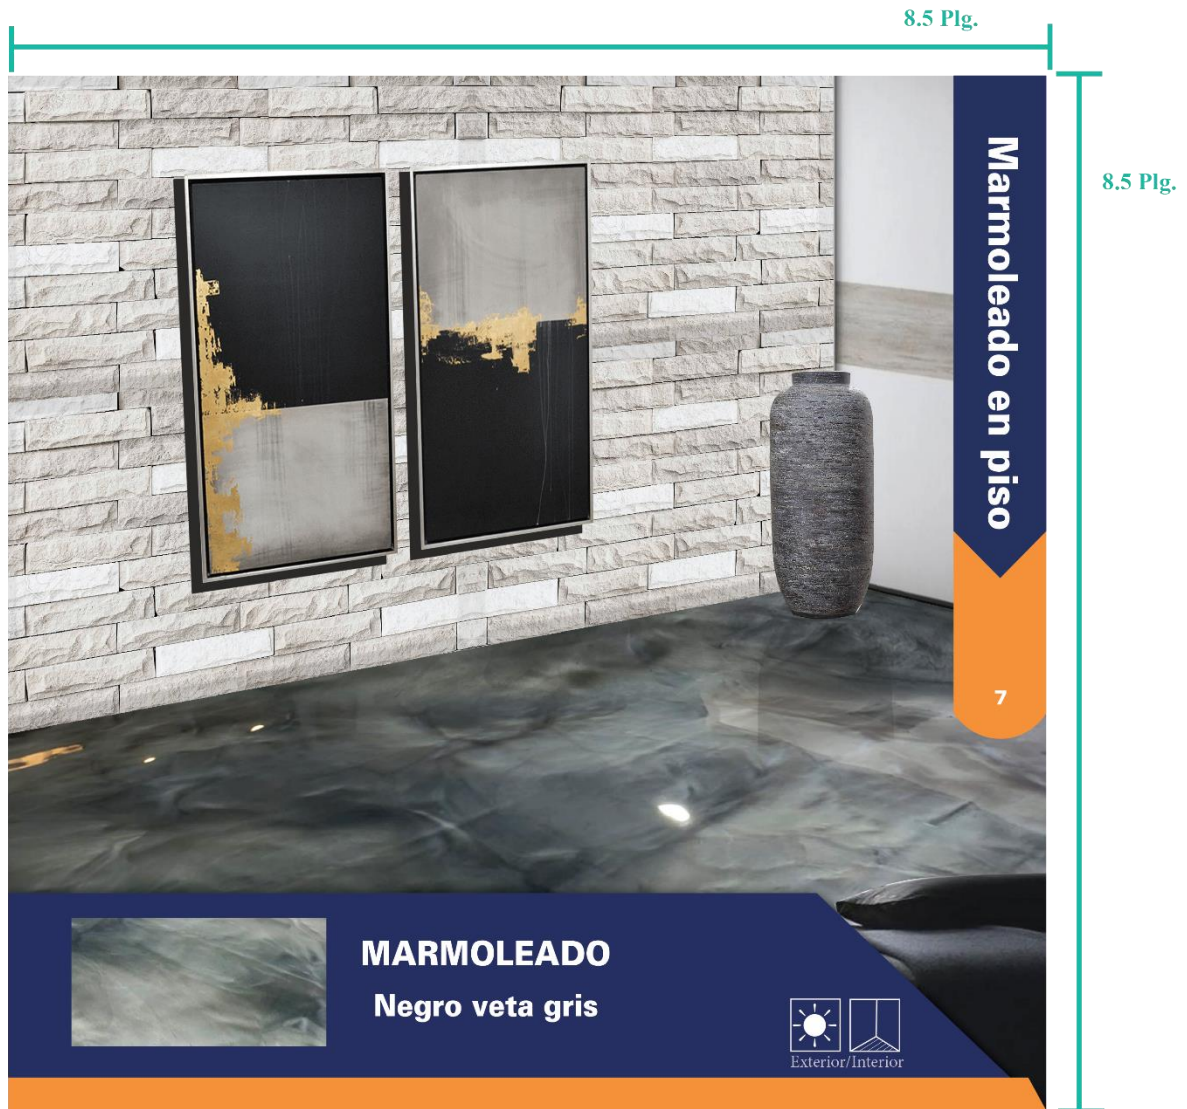 8.5 Plg.
8.5 Plg.
Marmoleado en piso
7
MARMOLEADO
Negro veta gris
Exterior/Interior